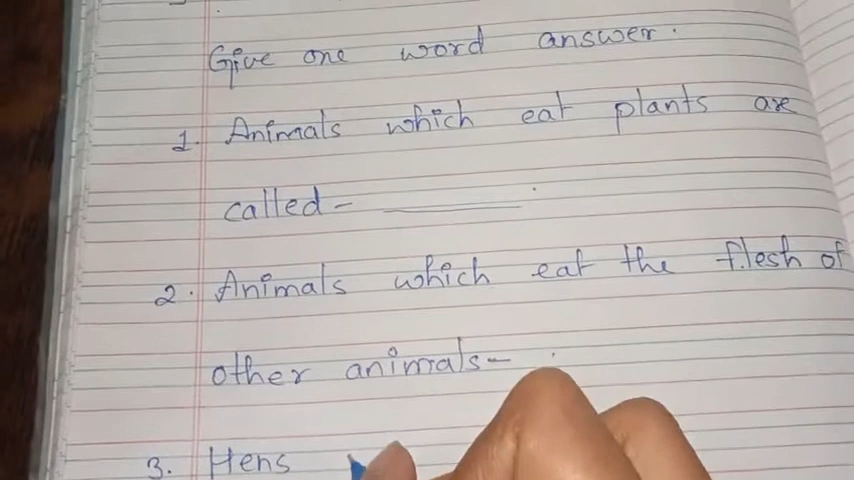 Give one word answer.
1. Animals which eat plants are
called- ________.
2. Animals which eat the flesh of
other animals-
3. Hens